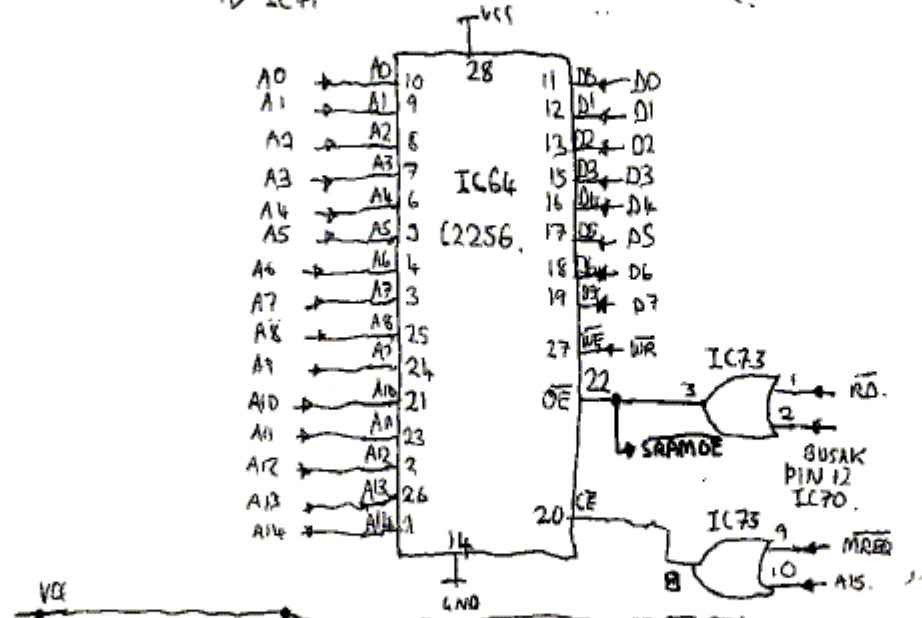 IC71
VCC
28
A0 A0 10 11 D0 D0
A1 A1 9 12 D1 D1
A2 A2 8 13 D2 D2
A3 A3 7 IC64 15 D3 D3
A4 A4 6 16 D4 D4
A5 A5 5 C2256. 17 D5 D5
A6 A6 4 18 D6 D6
A7 A7 3 19 D7 D7
A8 A8 25 27 WE WR
A9 A9 24 22 IC73
A10 A10 21 OE 3 1 RD.
A11 A11 23 2
A12 A12 2 SRAMOE BUSAK
PIN 12
A13 A13 26 IC70.
A14 A14 1 20 CE IC73
14 9 MREQ
8 10 A15.
GND
VCC